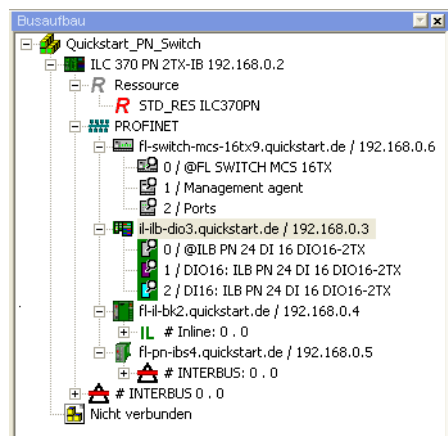 Busaufbau
Quickstart_PN_Switch
ILC 370 PN 2TX-IB 192.168.0.2
R Ressource
R STD_RES ILC370PN
PROFINET
fl-switch-mcs-16tx9.quickstart.de / 192.168.0.6
0 / @FL SWITCH MCS 16TX
1 / Management agent
2 / Ports
il-ilb-dio3.quickstart.de / 192.168.0.3
0 / @ILB PN 24 DI 16 DIO16-2TX
1 / DIO16: ILB PN 24 DI 16 DIO16-2TX
2 / DI16: ILB PN 24 DI 16 DIO16-2TX
fl-il-bk2.quickstart.de / 192.168.0.4
IL # Inline: 0 . 0
fl-pn-ibs4.quickstart.de / 192.168.0.5
# INTERBUS: 0 . 0
# INTERBUS 0 . 0
Nicht verbunden